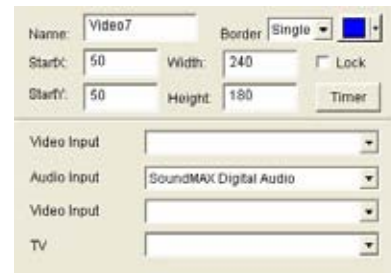 Name: Video7 Border Single
StartX: 50 Width: 240 Lock
StartY: 50 Height: 180 Timer
Video Input
Audio Input SoundMAX Digital Audio
Video Input
TV